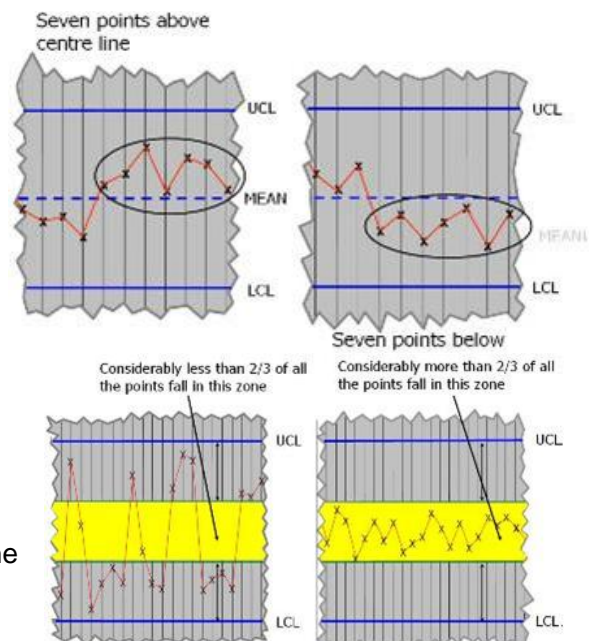 Seven points above
centre line
UCL
MEAN
LCL
UCL
MEAN
LCL
Seven points below
Considerably less than 2/3 of all
the points fall in this zone
Considerably more than 2/3 of
the points fall in this zone
UCL
LCL
UCL
LCL.